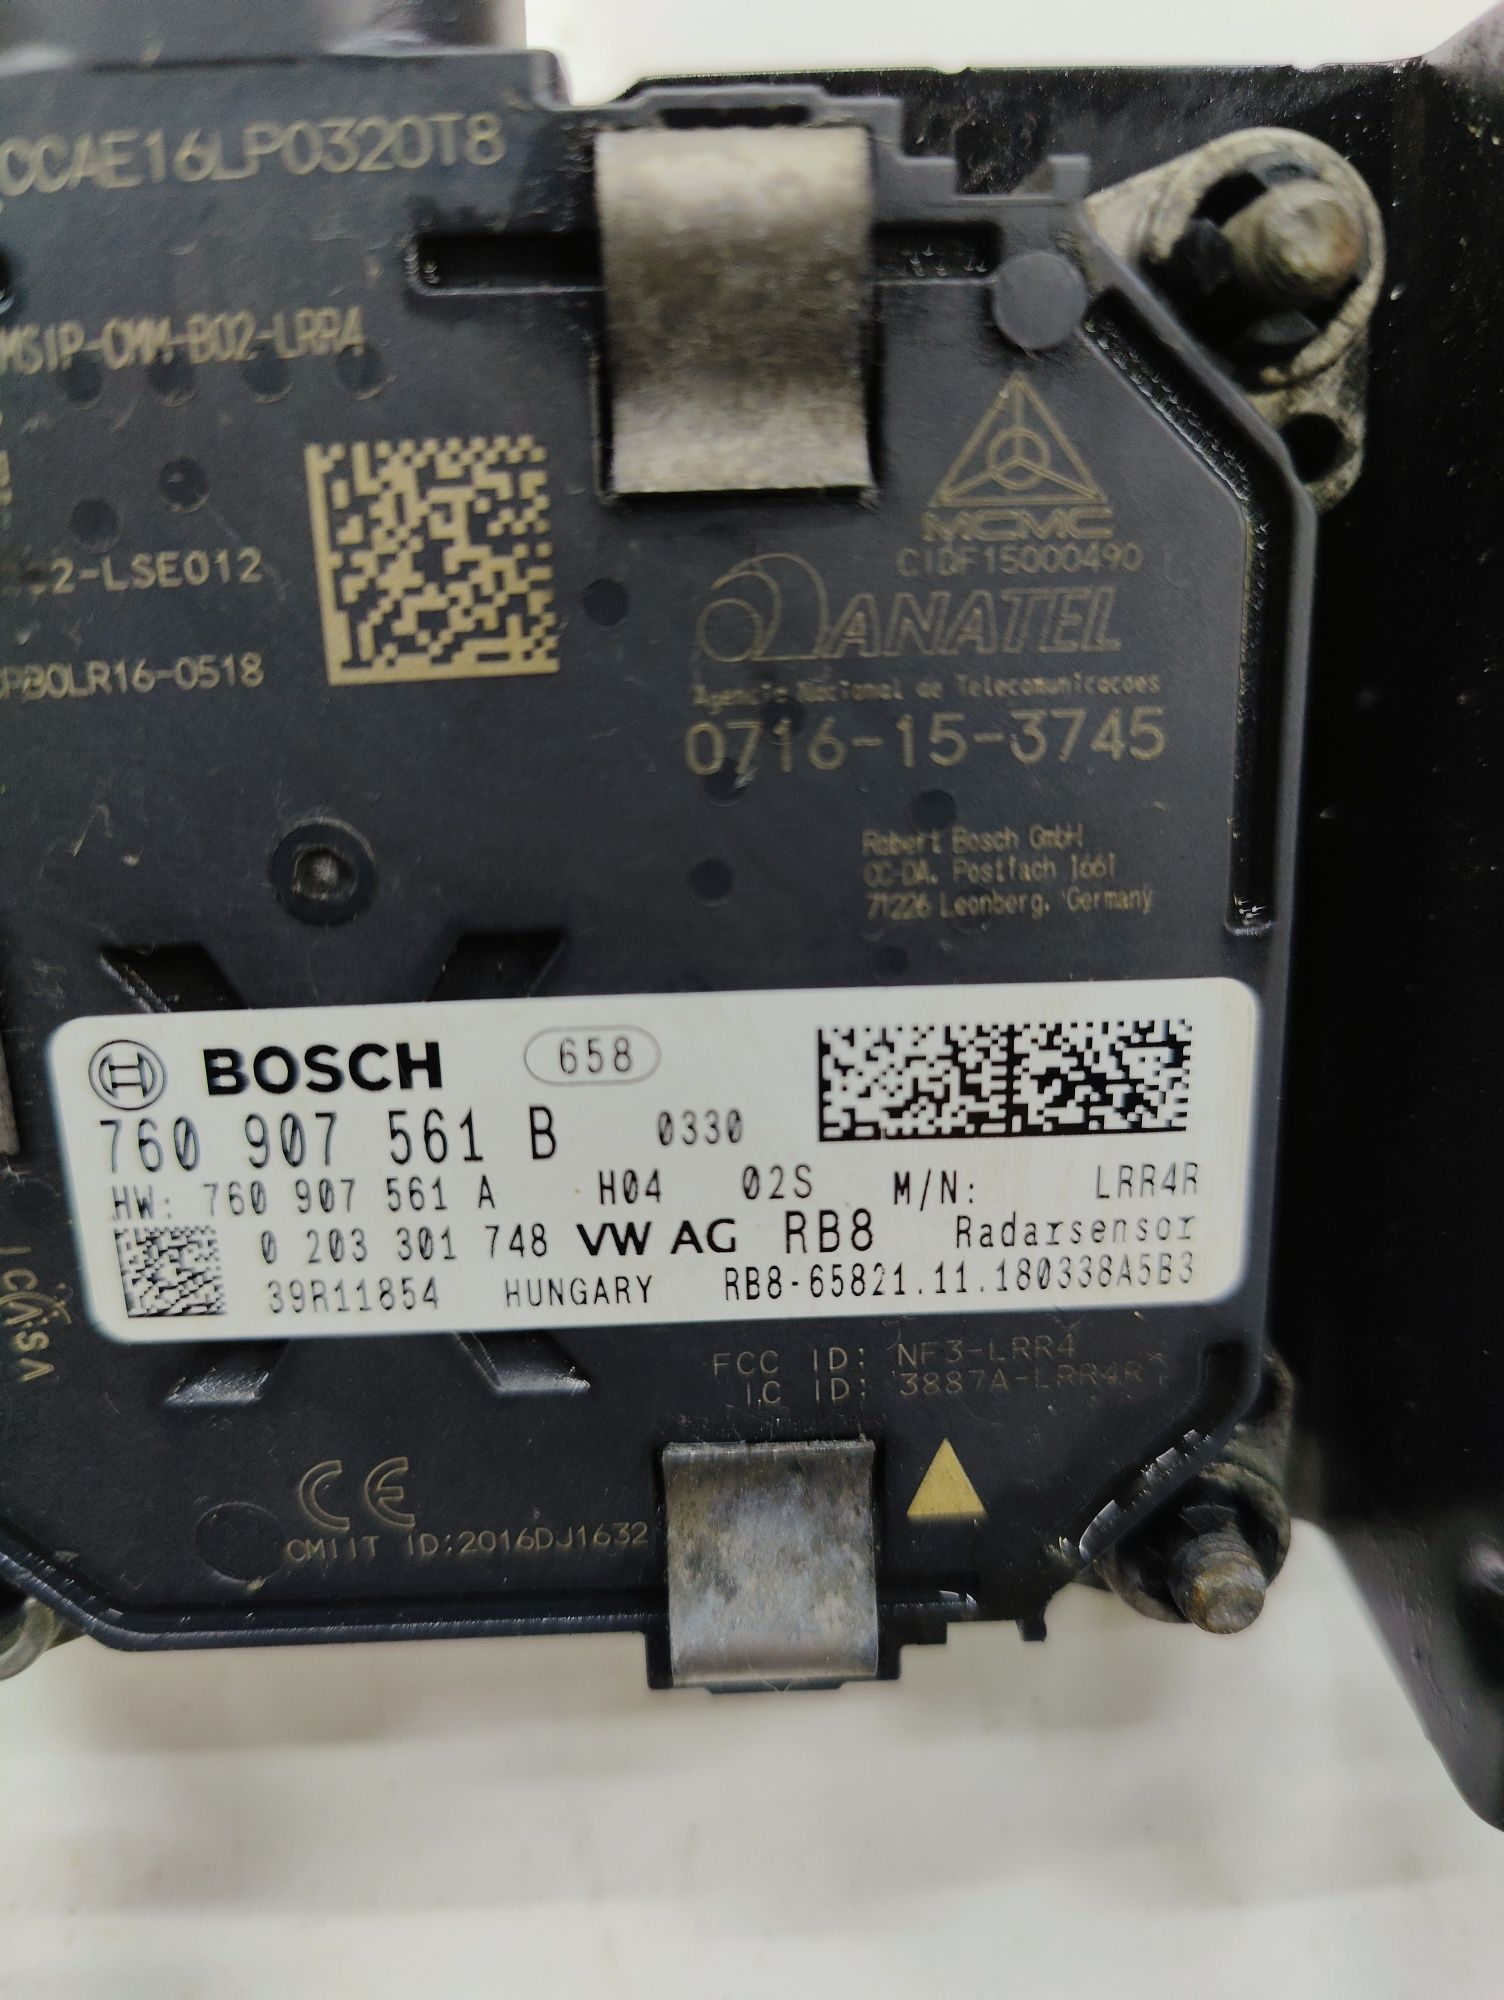 CCAE16LP0320T8
MSIP-CMM-B02-LRR4
2-LSE012
LR16-0518
MCMC
CIDF15000490
ANATEL
Agencia Nacional de Telecomunicacoes
0716-15-3745
Robert Bosch GmbH
CC-DA, Postfach 1661
71226 Leonberg, Germany
BOSCH 658
760 907 561 B 0330
HW: 760 907 561 A H04 02S M/N: LRR4R
0 203 301 748 VW AG RB8 Radarsensor
39R11854 HUNGARY RB8-65821.11.180338A5B3
FCC ID: NF3-LRR4
IC ID: 3887A-LRR4R
CE
CMIIT ID:2016DJ1632
ICASA